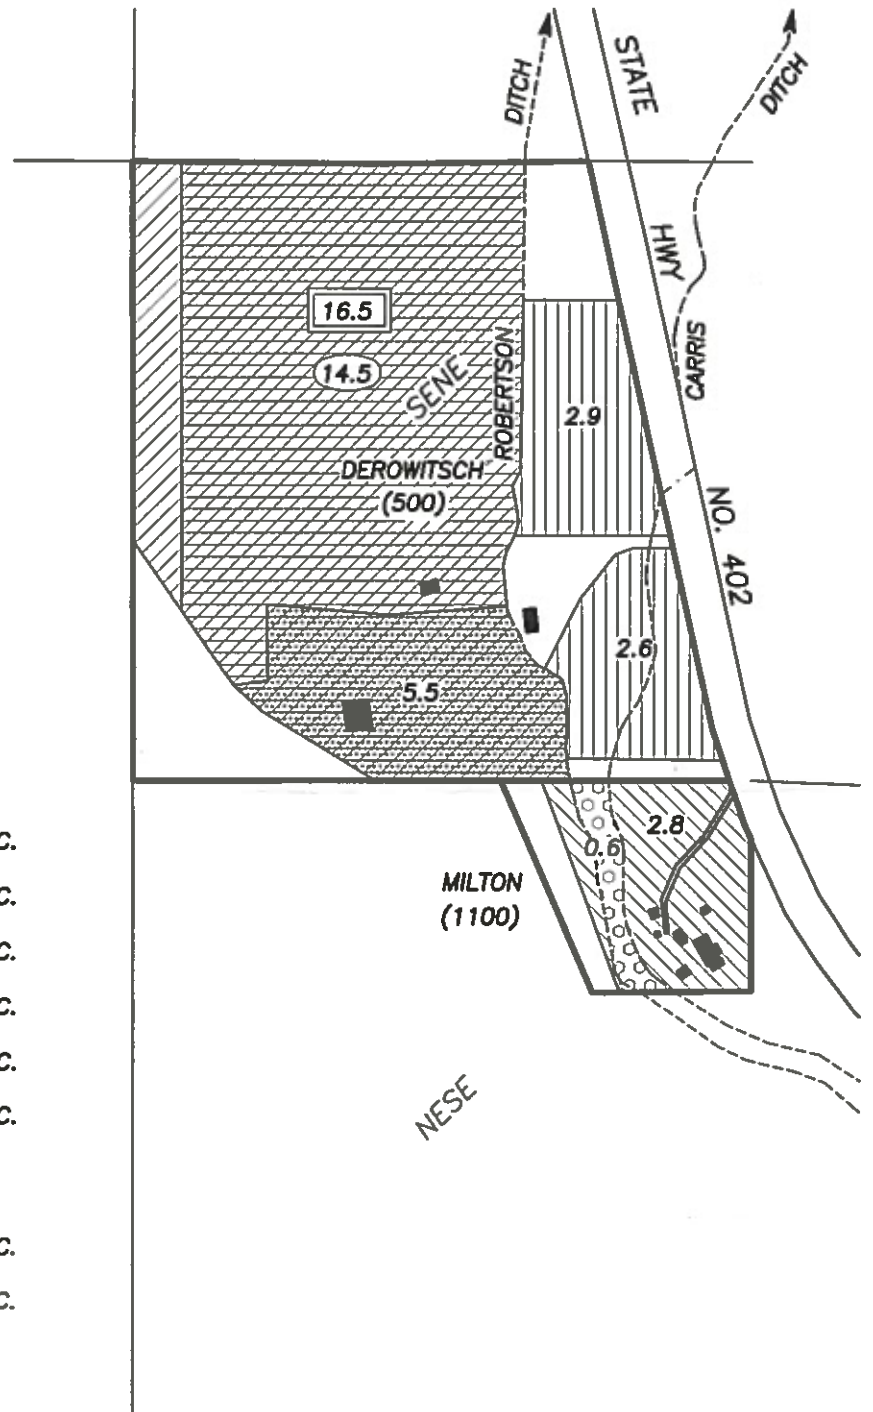 DITCH
STATE
DITCH
HWY
16.5
CARRIS
ROBERTSON
14.5
SENE
2.9
DEROWITSCH
(500)
NO. 402
2.6
5.5
2.8
0.6
MILTON
(1100)
C.
C.
C.
C.
C.
C.
NESE
C.
C.